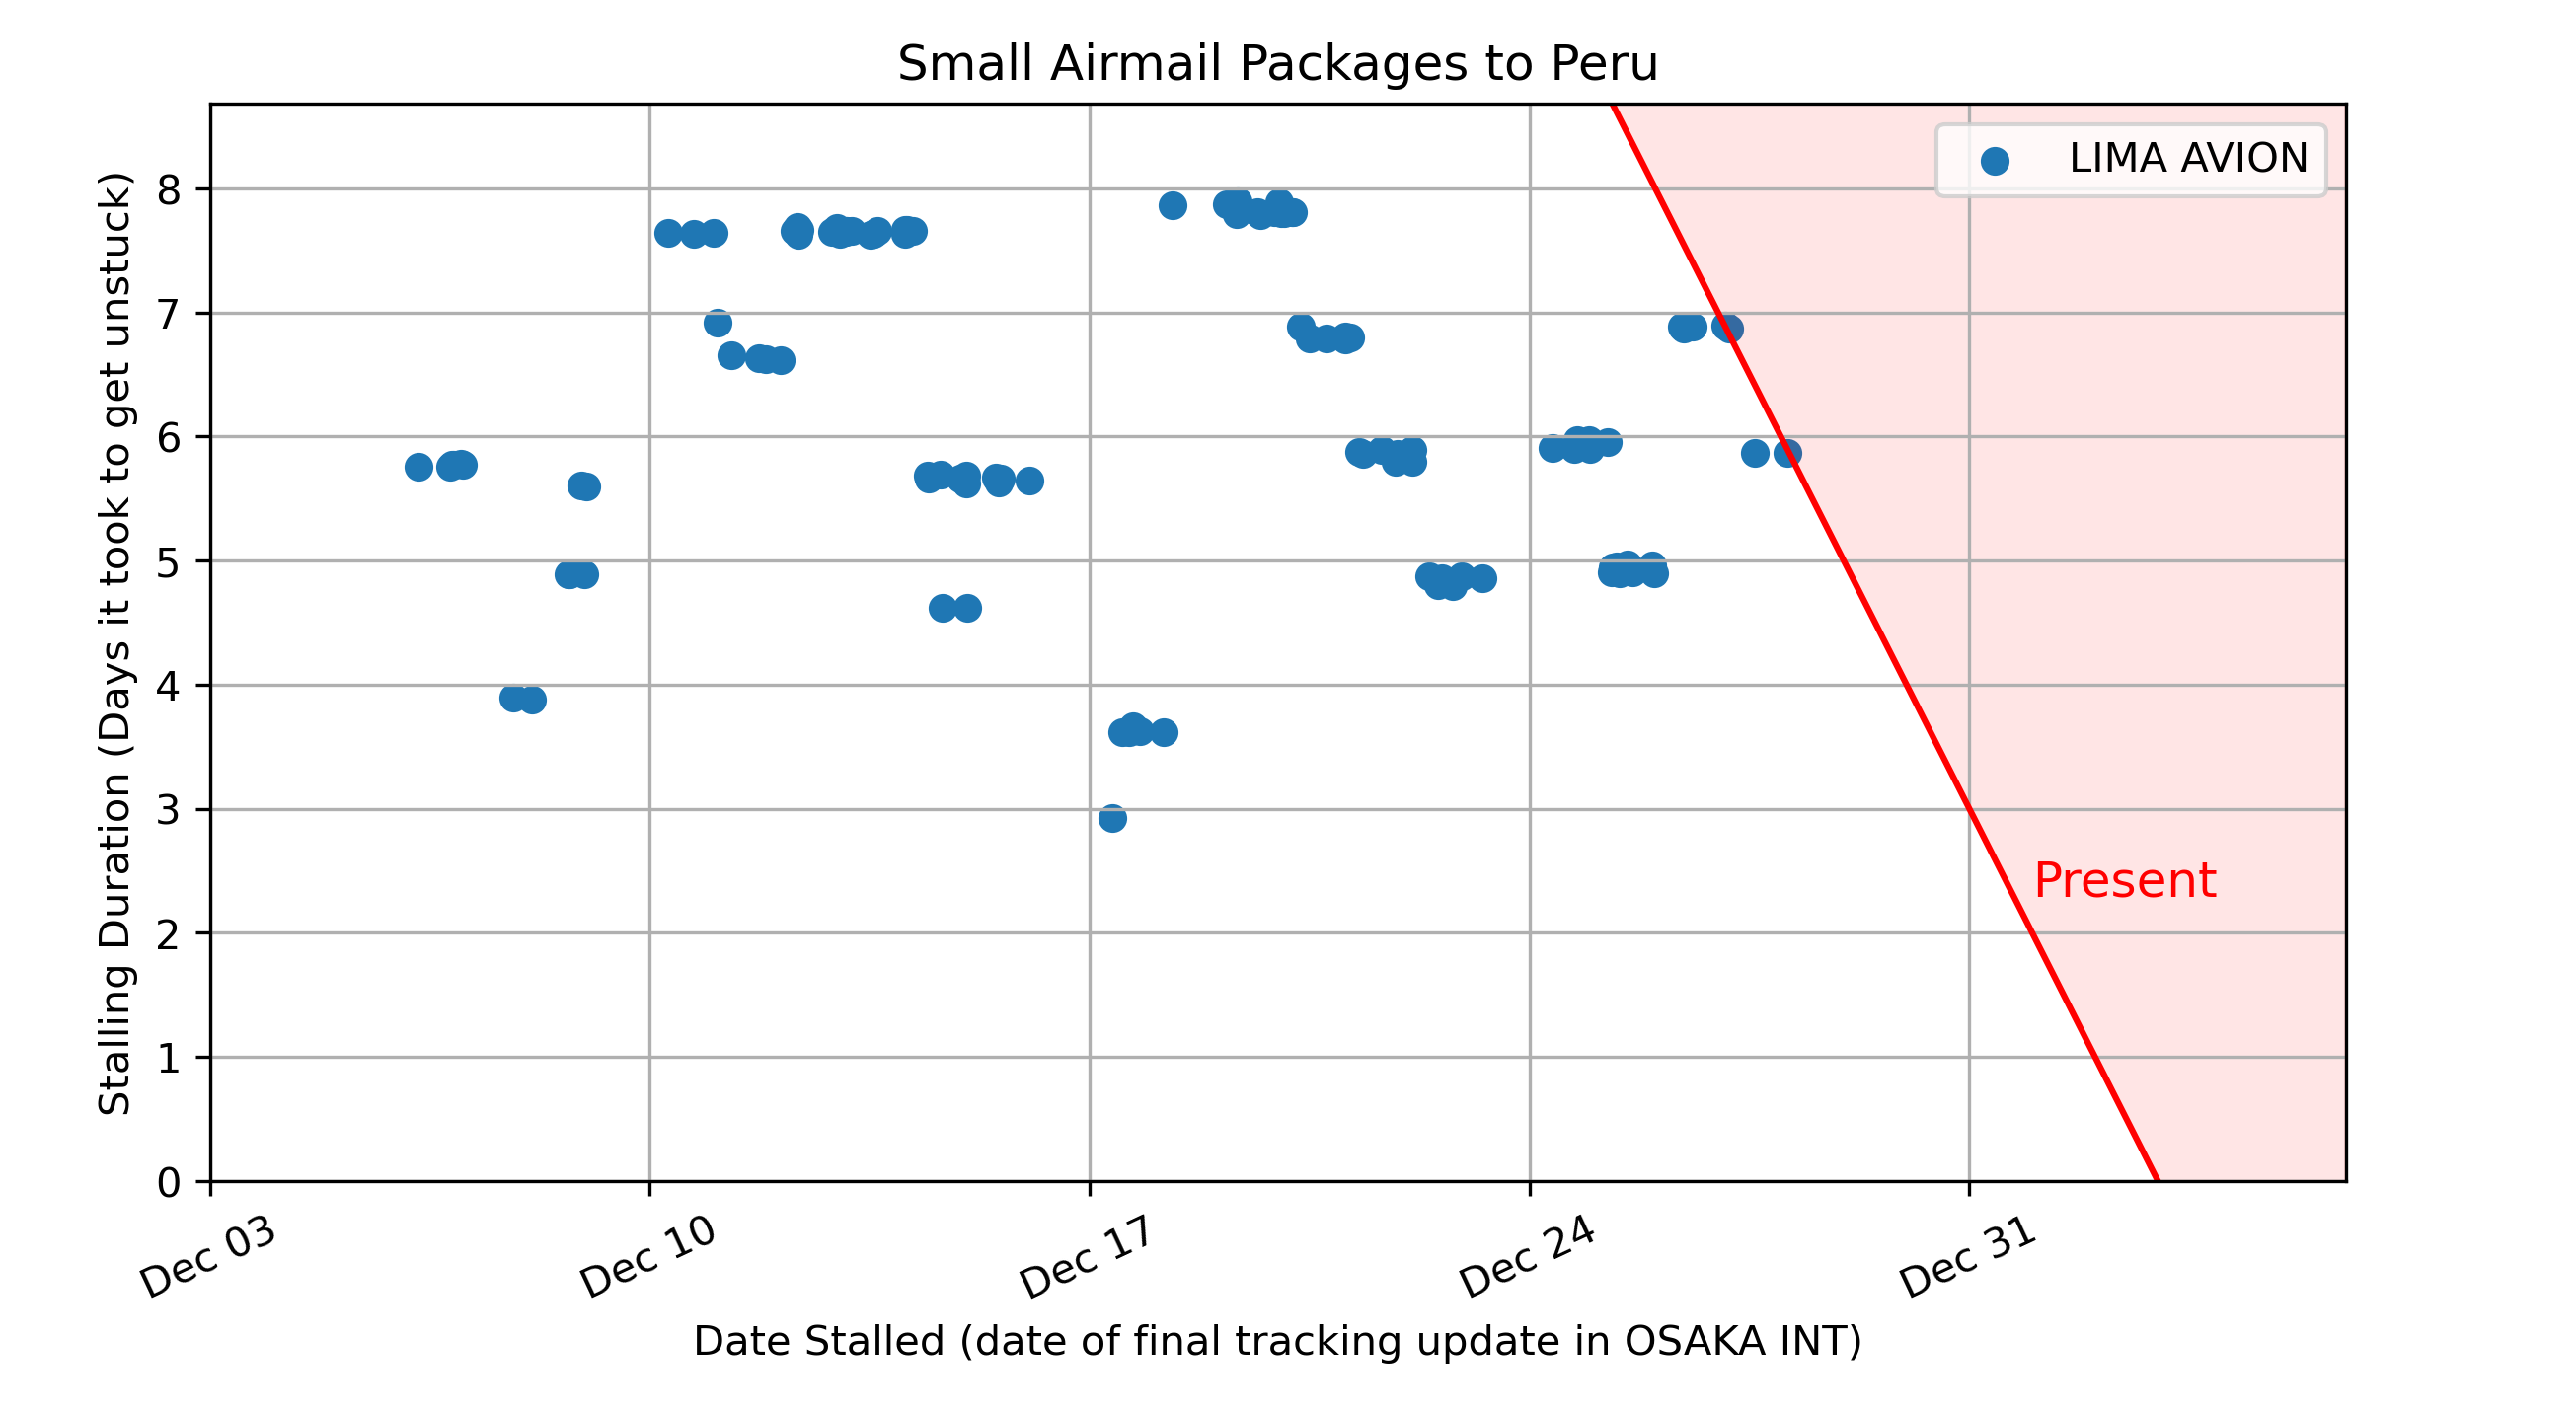 Small Airmail Packages to Peru
LIMA AVION
Stalling Duration (Days it took to get unstuck)
8
7
6
5
4
3
2
1
0
Present
Dec 03
Dec 10
Dec 17
Dec 24
Dec 31
Date Stalled (date of final tracking update in OSAKA INT)